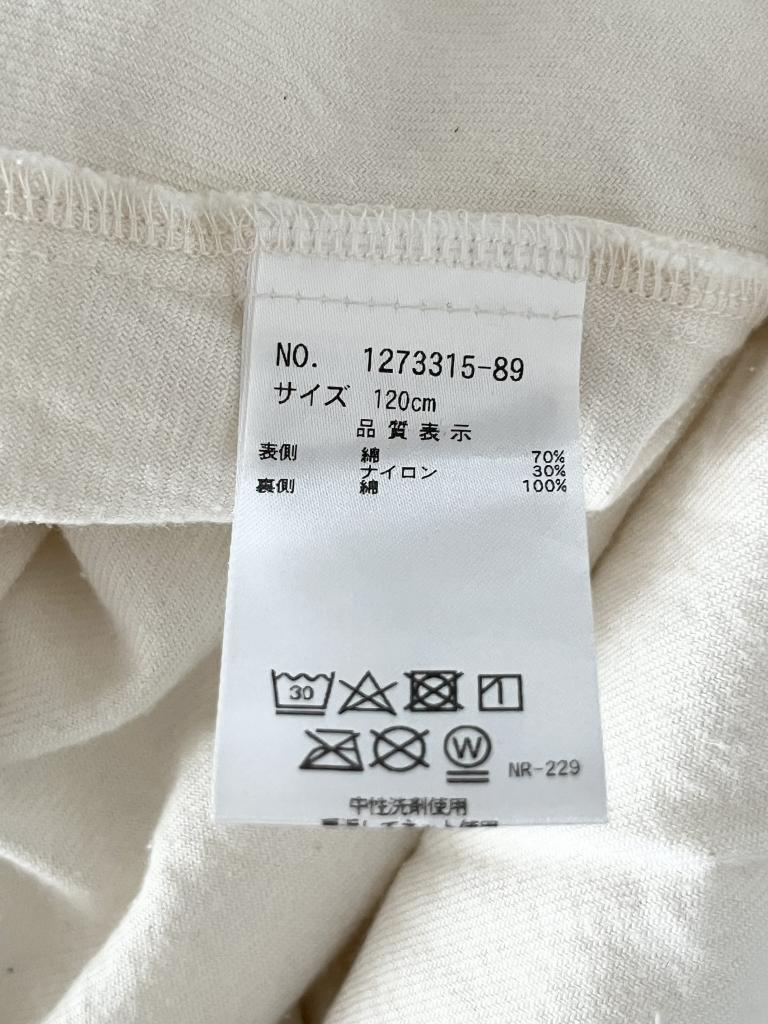 NO. 1273315-89
サイズ 120cm
品質表示
表側 綿 70%
ナイロン 30%
裏側 綿 100%
30
W
NR-229
中性洗剤使用